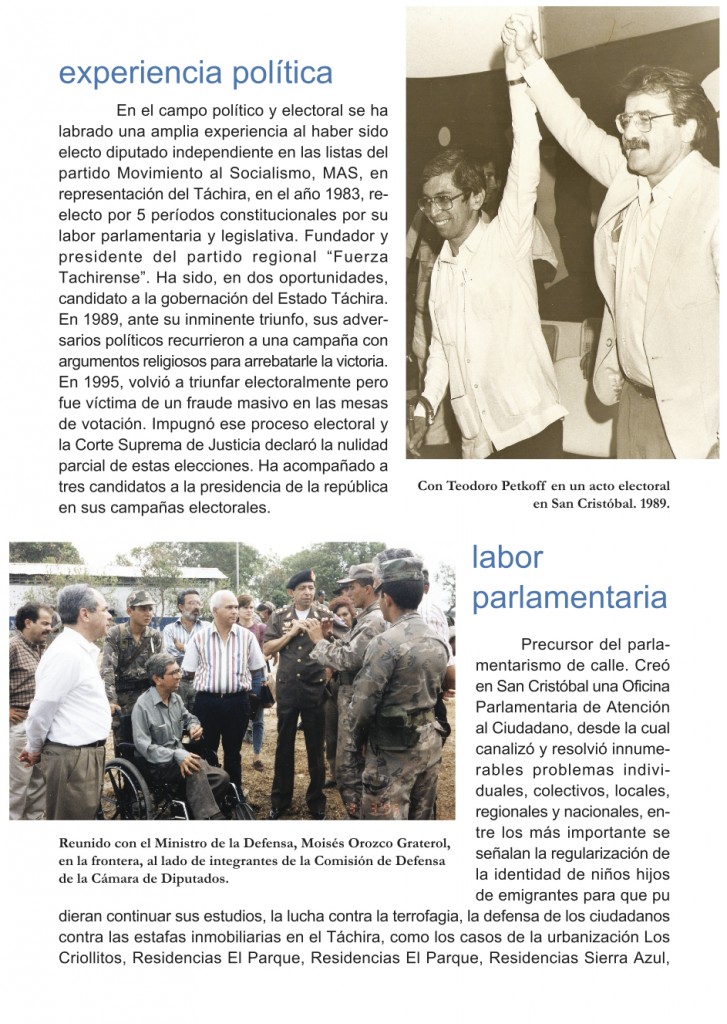 experiencia política
En el campo político y electoral se ha
labrado una amplia experiencia al haber sido
electo diputado independiente en las listas del
partido Movimiento al Socialismo, MAS, en
representación del Táchira, en el año 1983, re-
electo por 5 períodos constitucionales por su
labor parlamentaria y legislativa. Fundador y
presidente del partido regional “Fuerza
Tachirense”. Ha sido, en dos oportunidades,
candidato a la gobernación del Estado Táchira.
En 1989, ante su inminente triunfo, sus adver-
sarios políticos recurrieron a una campaña con
argumentos religiosos para arrebatarle la victoria.
En 1995, volvió a triunfar electoralmente pero
fue víctima de un fraude masivo en las mesas
de votación. Impugnó ese proceso electoral y
la Corte Suprema de Justicia declaró la nulidad
parcial de estas elecciones. Ha acompañado a
tres candidatos a la presidencia de la república
en sus campañas electorales.
Con Teodoro Petkoff en un acto electoral
en San Cristóbal. 1989.
Reunido con el Ministro de la Defensa, Moisés Orozco Graterol,
en la frontera, al lado de integrantes de la Comisión de Defensa
de la Cámara de Diputados.
labor
parlamentaria
Precursor del parla-
mentarismo de calle. Creó
en San Cristóbal una Oficina
Parlamentaria de Atención
al Ciudadano, desde la cual
canalizó y resolvió innume-
rables problemas indivi-
duales, colectivos, locales,
regionales y nacionales, en-
tre los más importante se
señalan la regularización de
la identidad de niños hijos
de emigrantes para que pu
dieran continuar sus estudios, la lucha contra la terrofagia, la defensa de los ciudadanos
contra las estafas inmobiliarias en el Táchira, como los casos de la urbanización Los
Criollitos, Residencias El Parque, Residencias El Parque, Residencias Sierra Azul,